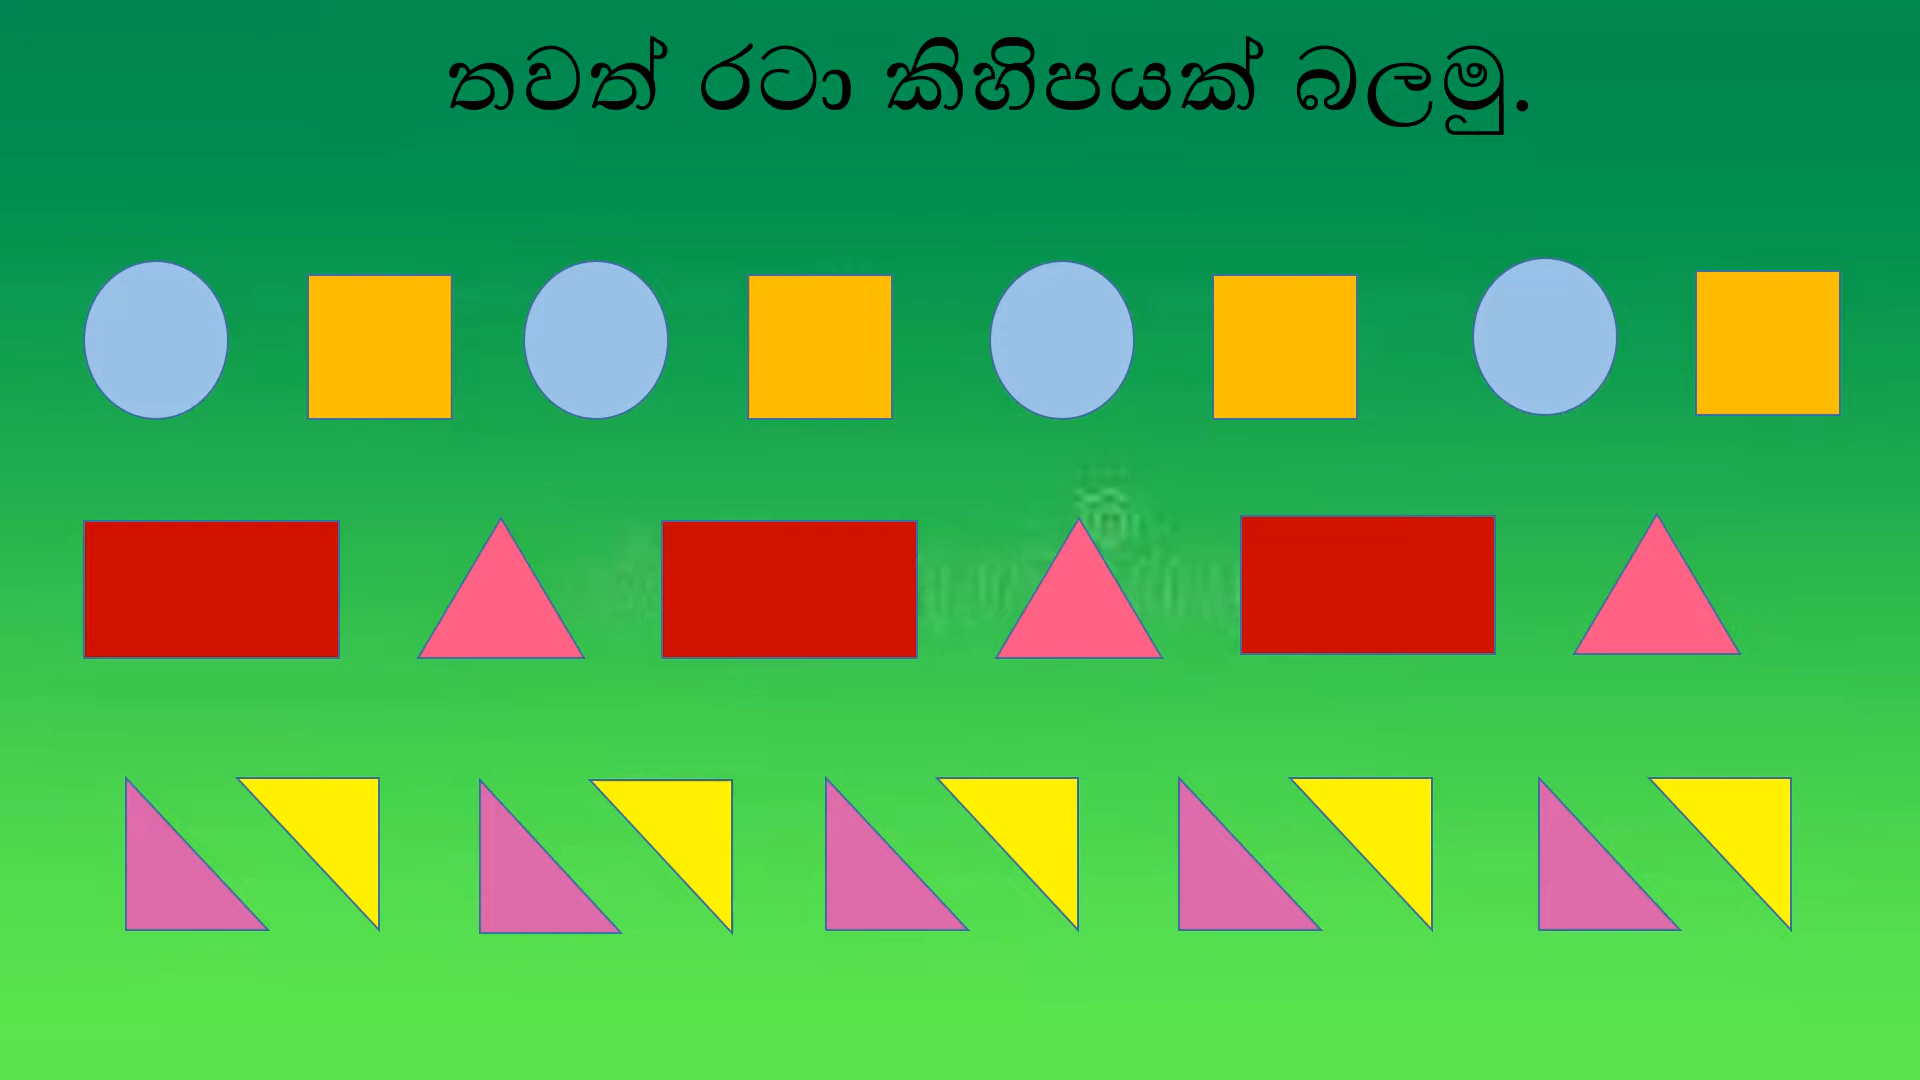 තවත් රටා කිහිපයක් බලමු.